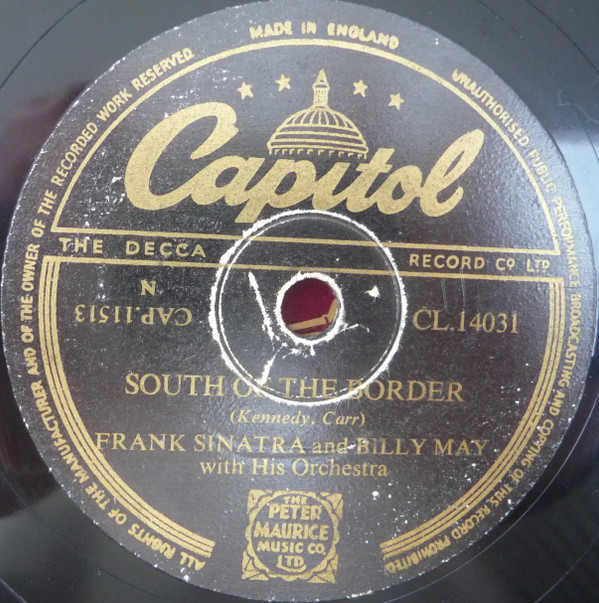 MADE IN ENGLAND
ALL RIGHTS OF THE MANUFACTURER AND OF THE OWNER OF THE RECORDED WORK RESERVED
UNAUTHORISED PUBLIC PERFORMANCE BROADCASTING AND COPYING OF THIS RECORD PROHIBITED
Capitol
THE DECCA RECORD CO LTD
N
CAP.11513
CL.14031
SOUTH OF THE BORDER
(Kennedy, Carr)
FRANK SINATRA and BILLY MAY
with His Orchestra
THE
PETER
MAURICE
MUSIC CO.
LTD.